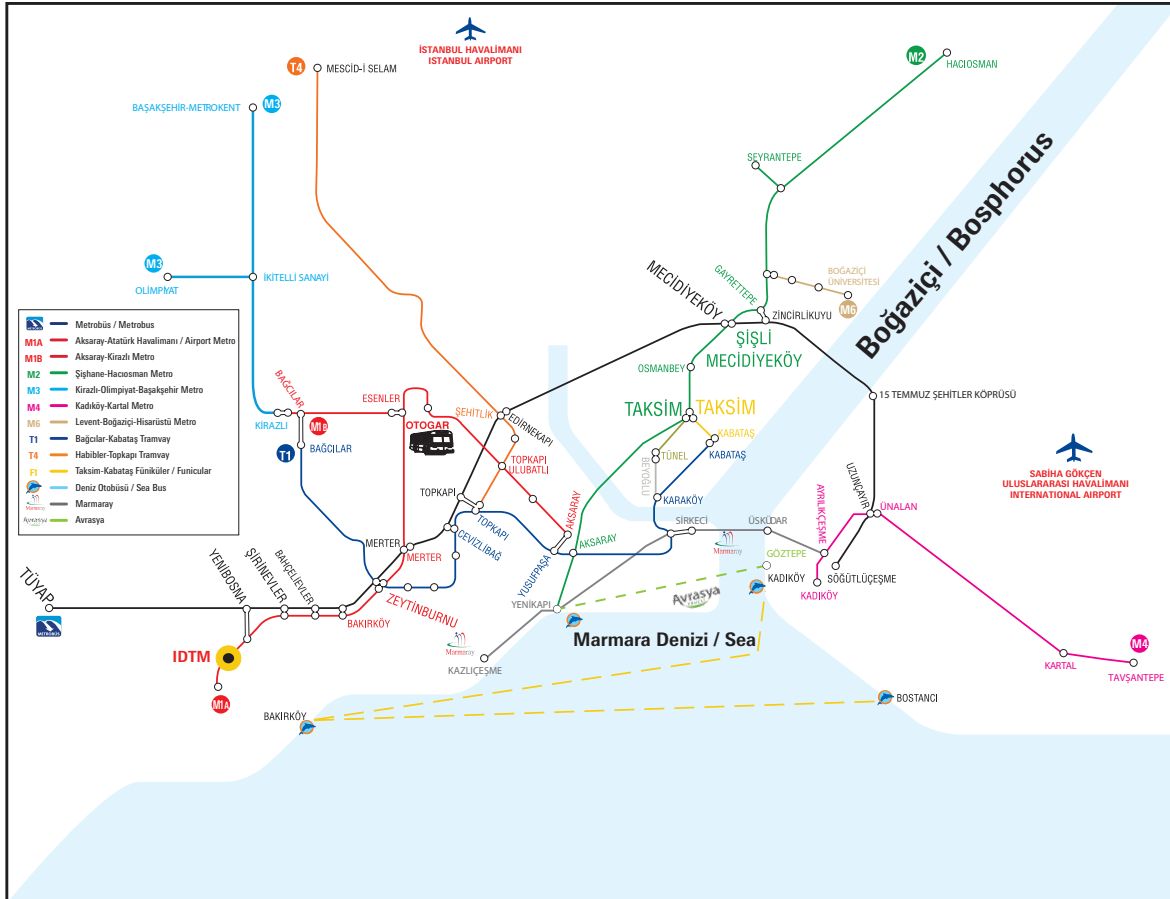 İSTANBUL HAVALİMANI
ISTANBUL AIRPORT
M2
HACIOSMAN
T4
MESCİD-İ SELAM
BAŞAKŞEHİR-METROKENT
M3
SEYRANTEPE
Boğaziçi / Bosphorus
M3
OLİMPİYAT
İKİTELLİ SANAYİ
MECİDİYEKÖY
GAYRETTEPE
BOĞAZİÇİ
ÜNİVERSİTESİ
M6
ZİNCİRLİKUYU
ŞİŞLİ
MECİDİYEKÖY
METROBÜS
Metrobüs / Metrobus
M1A
Aksaray-Atatürk Havalimanı / Airport Metro
M1B
Aksaray-Kirazlı Metro
M2
Şişhane-Hacıosman Metro
M3
Kirazlı-Olimpiyat-Başakşehir Metro
M4
Kadıköy-Kartal Metro
M6
Levent-Boğaziçi-Hisarüstü Metro
T1
Bağcılar-Kabataş Tramvay
T4
Habibler-Topkapı Tramvay
F1
Taksim-Kabataş Füniküler / Funicular
Deniz Otobüsü / Sea Bus
Marmaray
Marmaray
Avrasya
Avrasya
OSMANBEY
15 TEMMUZ ŞEHİTLER KÖPRÜSÜ
BAĞCILAR
ESENLER
KİRAZLI
M1B
OTOGAR
ŞEHİTLİK
EDİRNEKAPI
TAKSİM
TAKSİM
KABATAŞ
KABATAŞ
T1
BAĞCILAR
TÜNEL
BEYOĞLU
TOPKAPI
ULUBATLI
SABİHA GÖKÇEN
ULUSLARARASI HAVALİMANI
INTERNATIONAL AIRPORT
UZUNÇAYIR
TOPKAPI
TOPKAPI
KARAKÖY
AYRILIKÇEŞME
ÜNALAN
CEVİZLİBAĞ
AKSARAY
AKSARAY
SİRKECİ
ÜSKÜDAR
Marmaray
MERTER
MERTER
YUSUFPAŞA
GÖZTEPE
KADIKÖY
SÖĞÜTLÜÇEŞME
KADIKÖY
TÜYAP
METROBÜS
YENİBOSNA
ŞİRİNEVLER
BAHÇELİEVLER
ZEYTİNBURNU
BAKIRKÖY
YENİKAPI
Avrasya
Marmara Denizi / Sea
Marmaray
KAZLIÇEŞME
IDTM
M1A
M4
KARTAL
TAVŞANTEPE
BAKIRKÖY
BOSTANCI